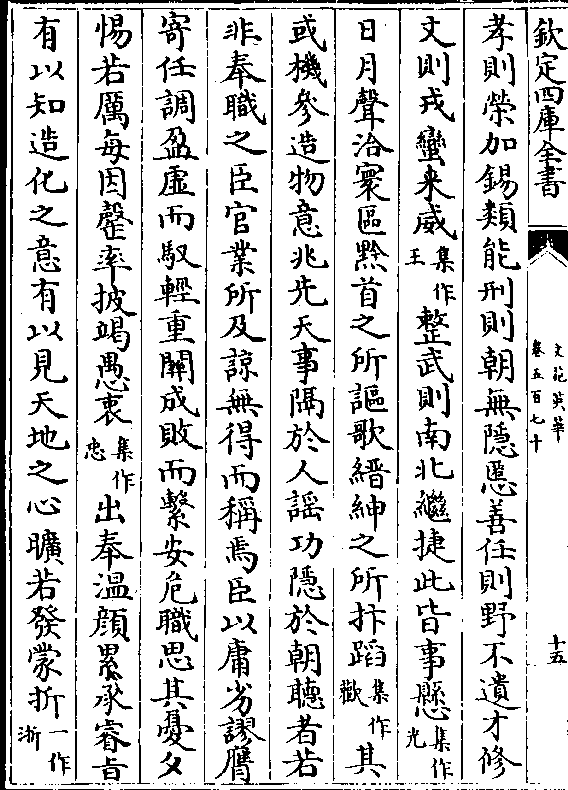 欽定四庫全書
文苑英華
卷五百七十
十五
孝則榮加錫類能刑則朝無隱慝善任則野不遺才修
文則戎蠻来威集作王整武則南北繼捷此皆事懸集作光
日月聲洽寰區黔首之所謳歌縉紳之所抃蹈集作歡其
或機參造物意兆先天事隔於人謡功隱於朝聽者若
非奉職之臣官業所及諒無得而稱焉臣以庸劣謬膺
寄任調盈虛而馭輕重關成敗而繫安危職思其憂夕
惕若厲每因罄率披竭愚衷集作忠出奉溫顔累承睿旨
有以知造化之意有以見天地之心曠若發蒙折一作浙